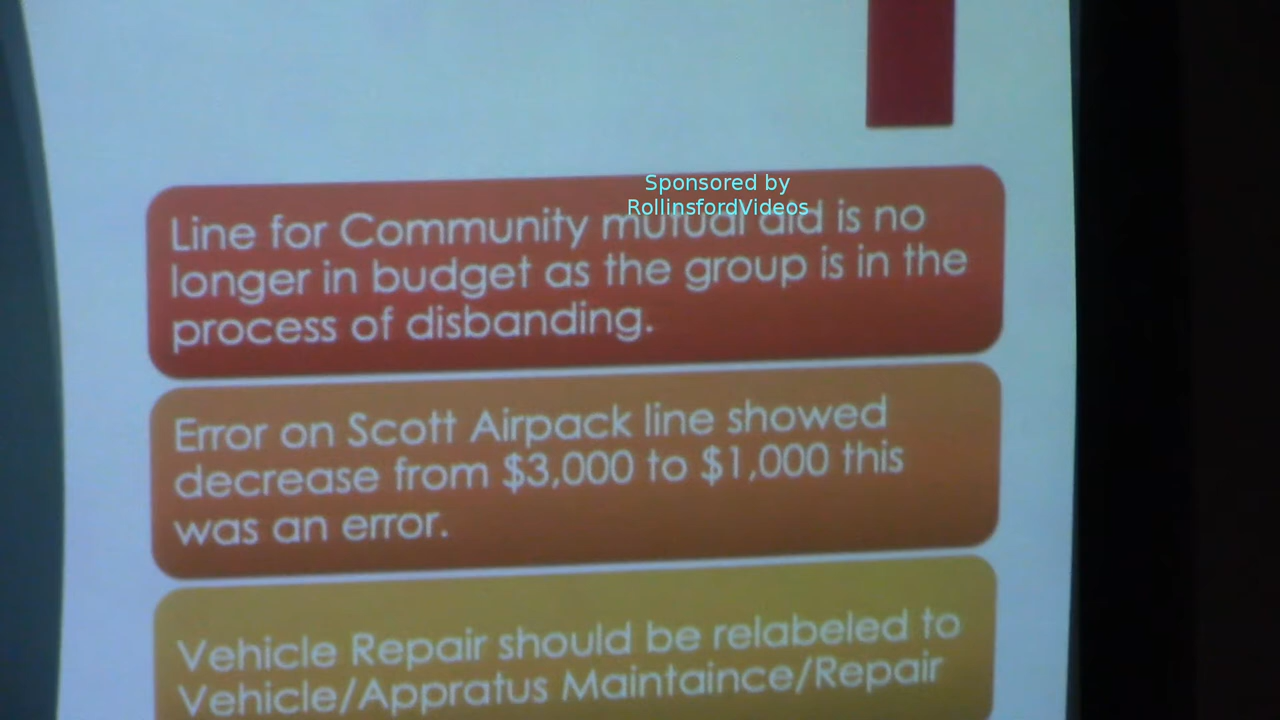 Sponsored by
RollinsfordVideos
Line for Community mutual aid is no
longer in budget as the group is in the
process of disbanding.
Error on Scott Airpack line showed
decrease from $3,000 to $1,000 this
was an error.
Vehicle Repair should be relabeled to
Vehicle/Appratus Maintaince/Repair